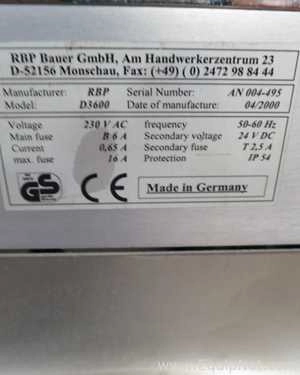 RBP Bauer GmbH, Am Handwerkerzentrum 23
D-52156 Monschau, Fax: (+49) ( 0) 2472 98 84 44
Manufacturer: RBP Serial Number: AN 004-495
Model: D3600 Date of manufacture: 04/2000
Voltage 230 V AC frequency 50-60 Hz
Main fuse B 6 A Secondary voltage 24 V DC
Current 0,65 A Secondary fuse T 2,5 A
max. fuse 16 A Protection IP 54
GS CE Made in Germany